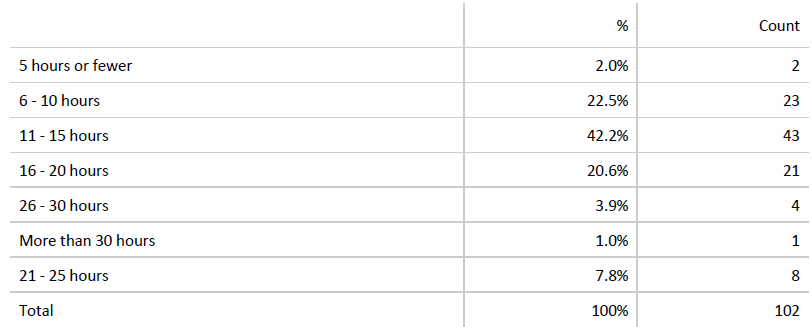 % Count
5 hours or fewer 2.0% 2
6 - 10 hours 22.5% 23
11 - 15 hours 42.2% 43
16 - 20 hours 20.6% 21
26 - 30 hours 3.9% 4
More than 30 hours 1.0% 1
21 - 25 hours 7.8% 8
Total 100% 102